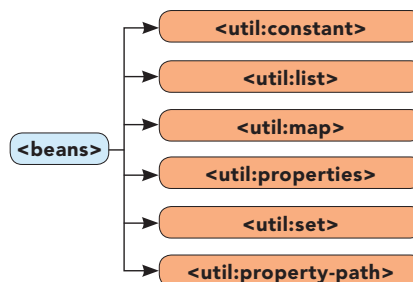 <util:constant>
<util:list>
<util:map>
<beans>
<util:properties>
<util:set>
<util:property-path>